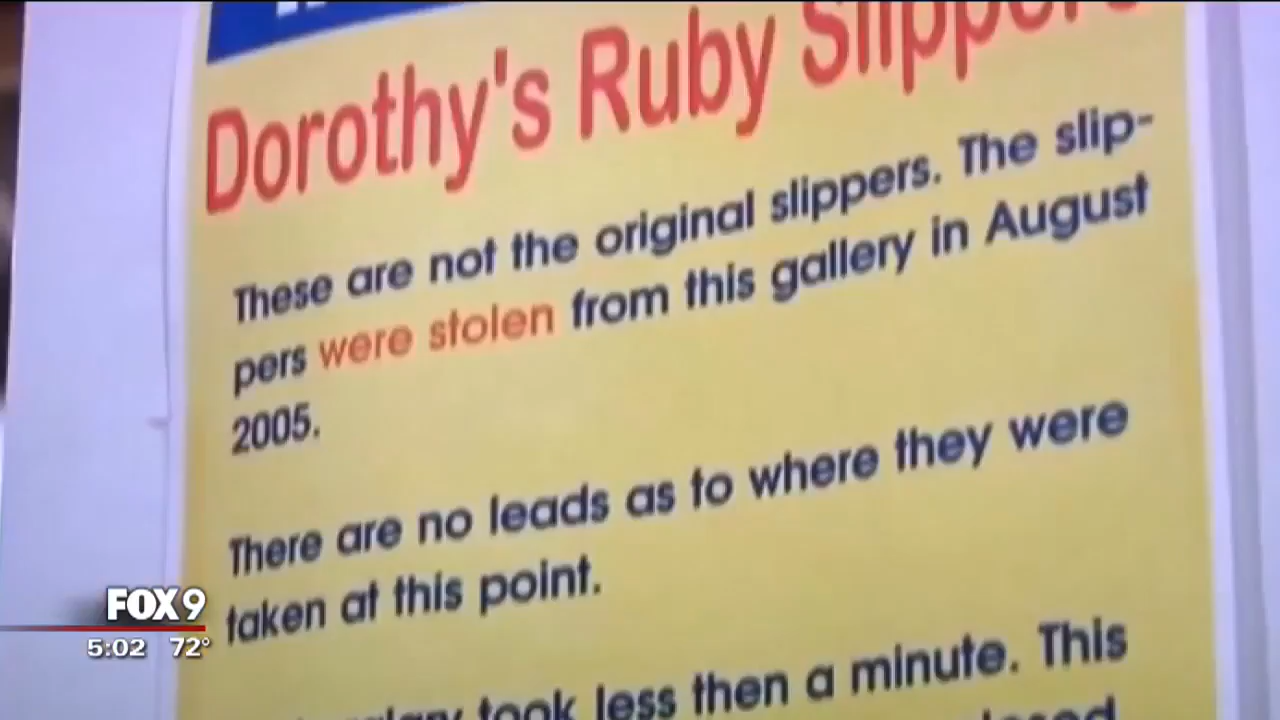 Dorothy's Ruby Slippers
These are not the original slippers. The slip-
pers were stolen from this gallery in August
2005.
There are no leads as to where they were
taken at this point.
took less then a minute. This
FOX 9
5:02 72°